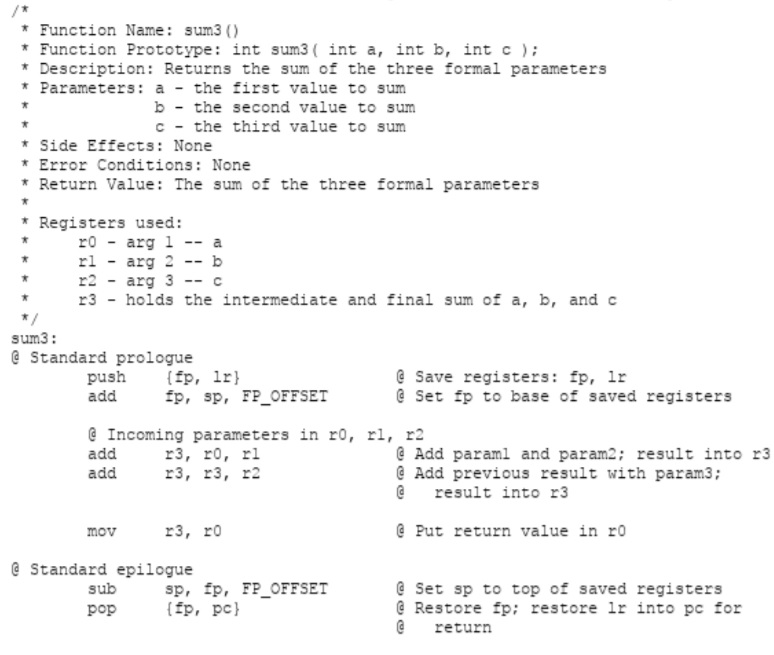 /*
 * Function Name: sum3()
 * Function Prototype: int sum3( int a, int b, int c );
 * Description: Returns the sum of the three formal parameters
 * Parameters: a - the first value to sum
 *             b - the second value to sum
 *             c - the third value to sum
 * Side Effects: None
 * Error Conditions: None
 * Return Value: The sum of the three formal parameters
 *
 * Registers used:
 *     r0 - arg 1 -- a
 *     r1 - arg 2 -- b
 *     r2 - arg 3 -- c
 *     r3 - holds the intermediate and final sum of a, b, and c
 */
sum3:
@ Standard prologue
        push    {fp, lr}                @ Save registers: fp, lr
        add     fp, sp, FP_OFFSET       @ Set fp to base of saved registers

        @ Incoming parameters in r0, r1, r2
        add     r3, r0, r1              @ Add param1 and param2; result into r3
        add     r3, r3, r2              @ Add previous result with param3;
                                        @   result into r3

        mov     r3, r0                  @ Put return value in r0

@ Standard epilogue
        sub     sp, fp, FP_OFFSET       @ Set sp to top of saved registers
        pop     {fp, pc}                @ Restore fp; restore lr into pc for
                                        @   return